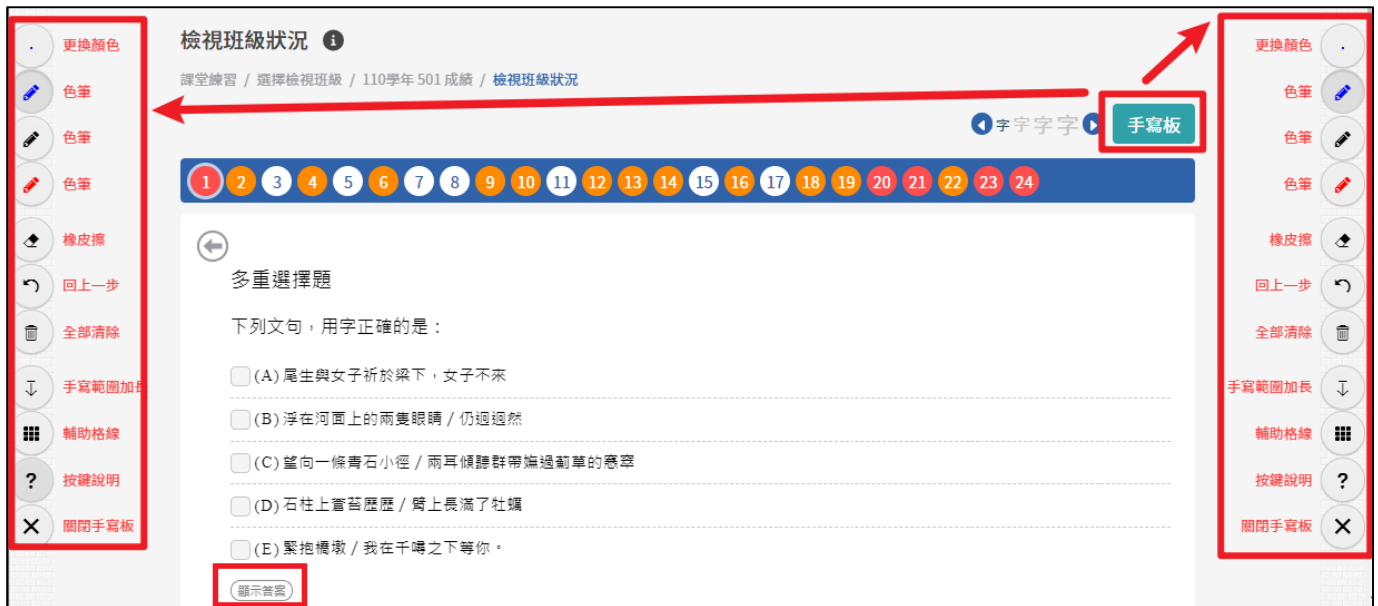 更換顏色
色筆
色筆
色筆
橡皮擦
回上一步
全部清除
手寫範圍加長
輔助格線
? 按鍵說明
關閉手寫板
檢視班級狀況
課堂練習 / 選擇檢視班級 / 110學年 501 成績 / 檢視班級狀況
字 字 字 字 手寫板
1 2 3 4 5 6 7 8 9 10 11 12 13 14 15 16 17 18 19 20 21 22 23 24
多重選擇題
下列文句，用字正確的是：
(A) 尾生與女子祈於梁下，女子不來
(B) 浮在河面上的兩隻眼睛 / 仍迴迴然
(C) 望向一條青石小徑 / 兩耳傾聽群帶嫵過薊草的窸窣
(D) 石柱上蒼苔歷歷 / 臂上長滿了牡蠣
(E) 緊抱橋墩 / 我在千噚之下等你。
顯示答案
更換顏色
色筆
色筆
色筆
橡皮擦
回上一步
全部清除
手寫範圍加長
輔助格線
按鍵說明 ?
關閉手寫板